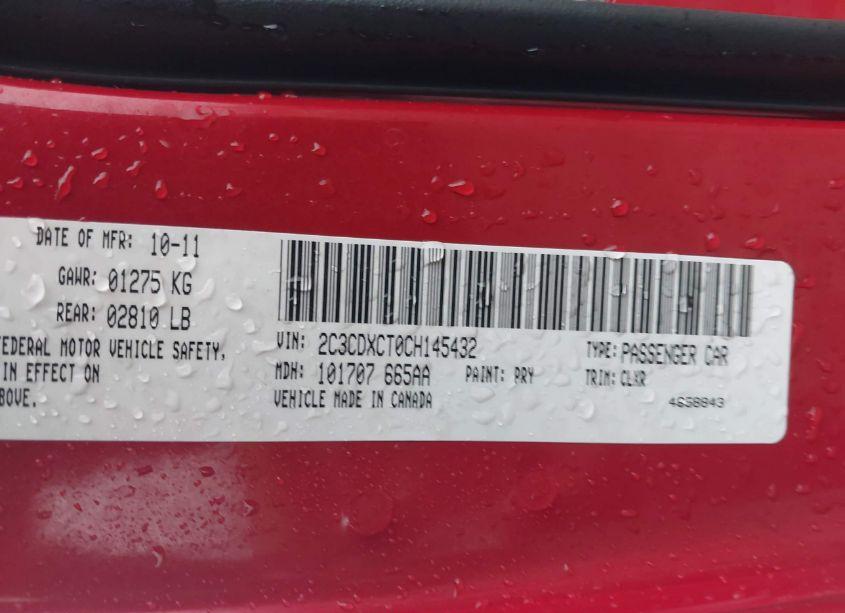 DATE OF MFR: 10-11
GAWR: 01275 KG
REAR: 02810 LB
FEDERAL MOTOR VEHICLE SAFETY,
IN EFFECT ON
BOVE.
VIN: 2C3CDXCT0CH145432
TYPE: PASSENGER CAR
MDH: 101707 665AA
PAINT: PRY
TRIM: CLXR
VEHICLE MADE IN CANADA
4658843